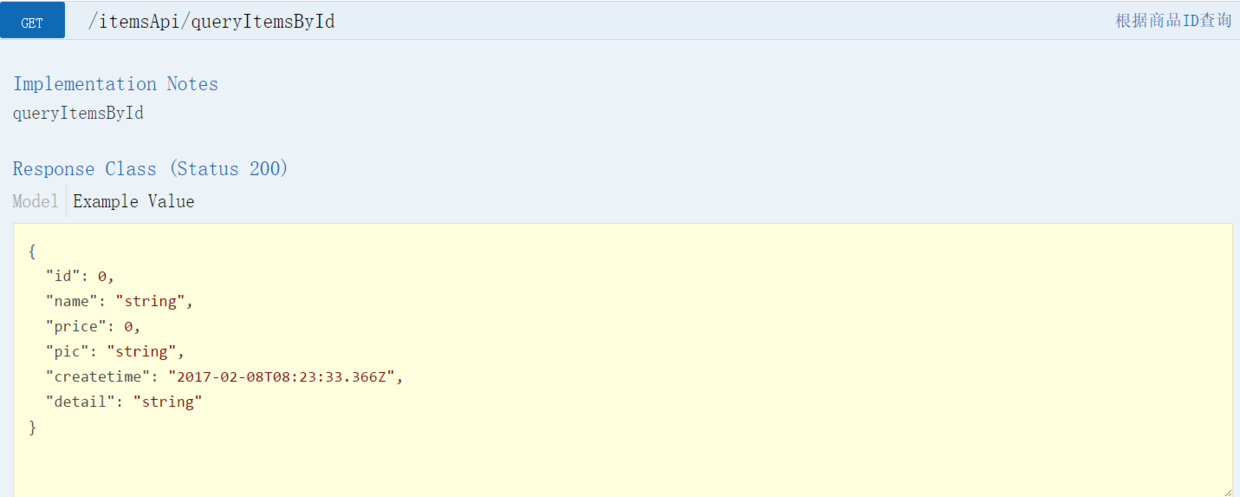 GET /itemsApi/queryItemsById 根据商品ID查询
Implementation Notes
queryItemsById
Response Class (Status 200)
Model Example Value
{
"id": 0,
"name": "string",
"price": 0,
"pic": "string",
"createtime": "2017-02-08T08:23:33.366Z",
"detail": "string"
}